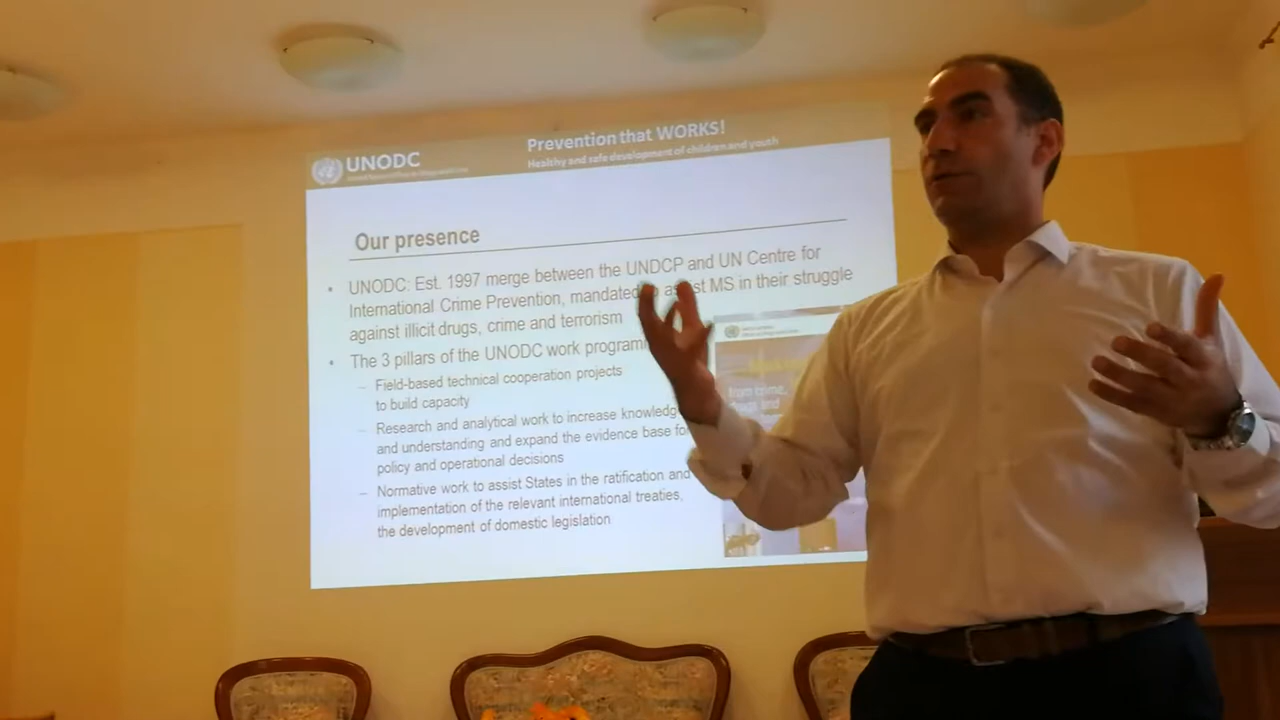 UNODC
Prevention that WORKS!
Healthy and safe development of children and youth
Our presence
• UNODC: Est. 1997 merge between the UNDCP and UN Centre for
International Crime Prevention, mandated MS in their struggle
against illicit drugs, crime and terrorism
• The 3 pillars of the UNODC work
– Field-based technical cooperation projects
to build capacity
– Research and analytical work to increase knowledge
and understanding and expand the evidence base
policy and operational decisions
– Normative work to assist States in the ratification and
implementation of the relevant international treaties,
the development of domestic legislation
from crime,